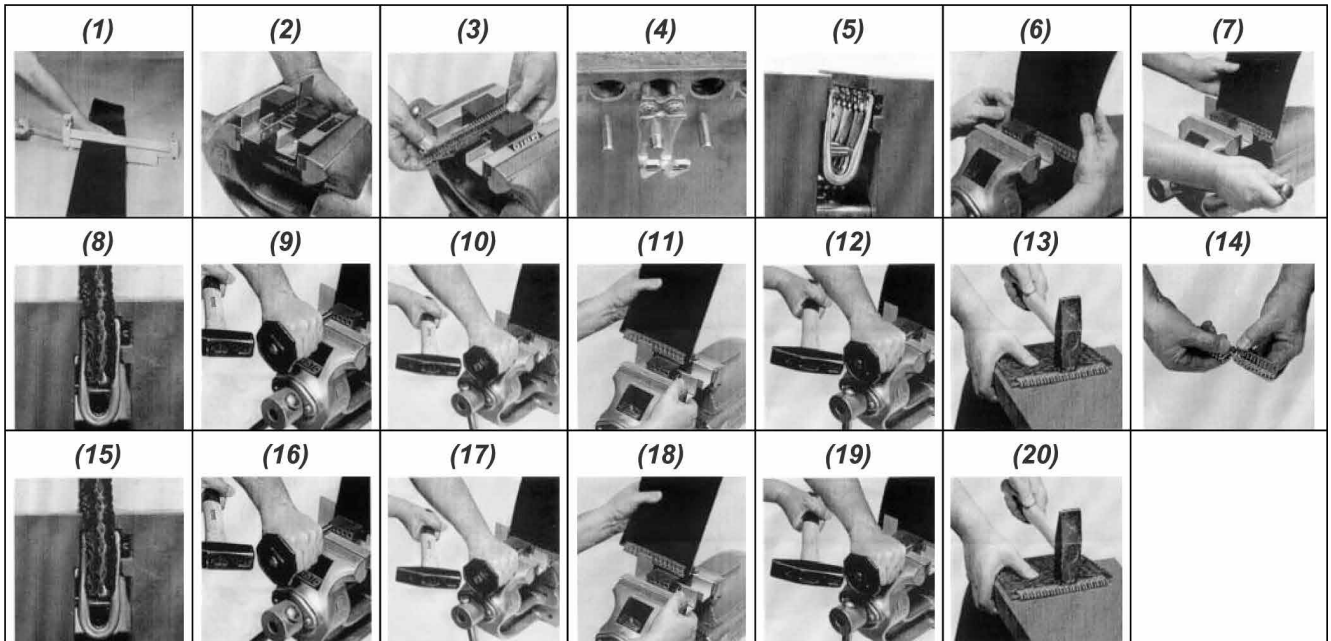 (1) (2) (3) (4) (5) (6) (7)
(8) (9) (10) (11) (12) (13) (14)
(15) (16) (17) (18) (19) (20)